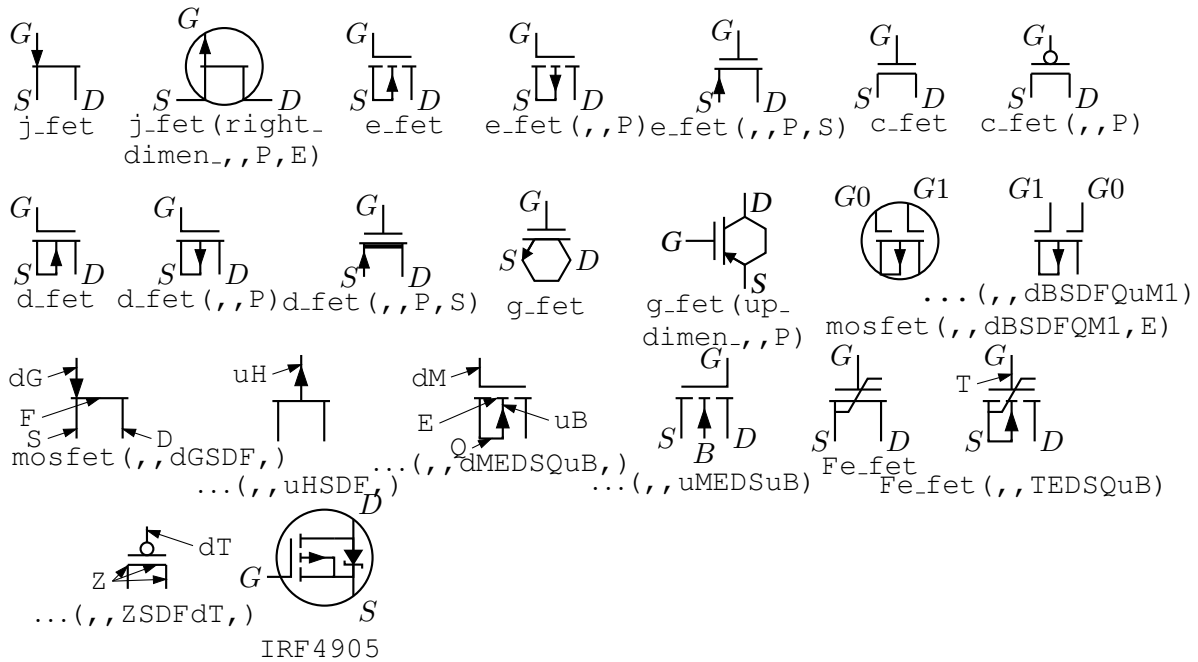 G G G G G G G
S D S D S D S D S D S D S D
j_fet j_fet(right_ e_fet e_fet(,,P) e_fet(,,P,S) c_fet c_fet(,,P)
dimen_,,P,E)
G G G G G D S G0 G1 G1 G0
S D S D S D S D
d_fet d_fet(,,P) d_fet(,,P,S) g_fet g_fet(up_ ...(,,dBSDFQuM1)
dimen_,,P) mosfet(,,dBSDFQM1,E)
dG uH dM G G T G
F E uB
S D Q S B D S D S D
mosfet(,,dGSDF,) ...(,,uHSDF,) ...(,,dMEDSQuB,) ...(,,uMEDSuB) Fe_fet Fe_fet(,,TEDSQuB)
dT D
Z G
...(,,ZSDFdT,) S
IRF4905